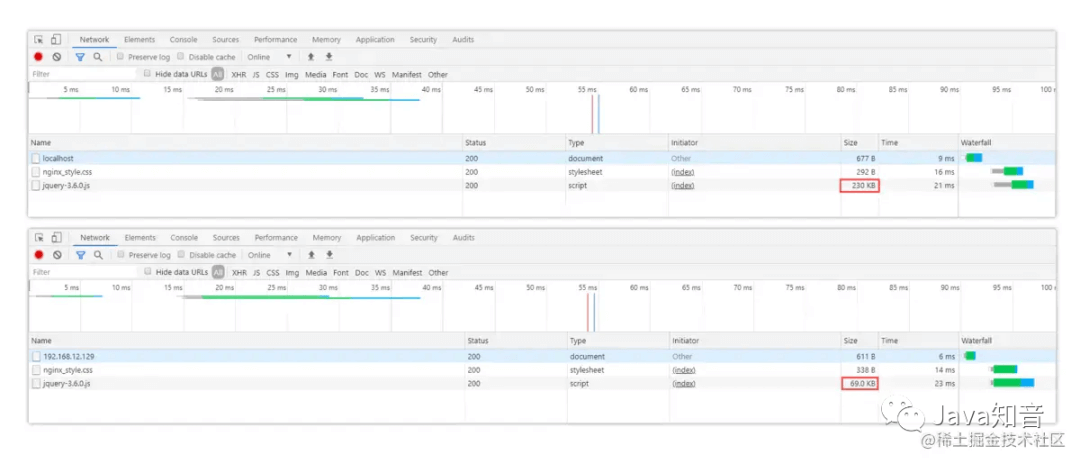 Network Elements Console Sources Performance Memory Application Security Audits
Preserve log Disable cache Online
Filter Hide data URLs All XHR JS CSS Img Media Font Doc WS Manifest Other
5 ms 10 ms 15 ms 20 ms 25 ms 30 ms 35 ms 40 ms 45 ms 50 ms 55 ms 60 ms 65 ms 70 ms 75 ms 80 ms 85 ms 90 ms 95 ms 100 m
Name Status Type Initiator Size Time Waterfall
localhost 200 document Other 677 B 9 ms
nginx_style.css 200 stylesheet (index) 292 B 16 ms
jquery-3.6.0.js 200 script (index) 230 KB 21 ms
Network Elements Console Sources Performance Memory Application Security Audits
Preserve log Disable cache Online
Filter Hide data URLs All XHR JS CSS Img Media Font Doc WS Manifest Other
5 ms 10 ms 15 ms 20 ms 25 ms 30 ms 35 ms 40 ms 45 ms 50 ms 55 ms 60 ms 65 ms 70 ms 75 ms 80 ms 85 ms 90 ms 95 ms 100 m
Name Status Type Initiator Size Time Waterfall
192.168.12.129 200 document Other 611 B 6 ms
nginx_style.css 200 stylesheet (index) 338 B 14 ms
jquery-3.6.0.js 200 script (index) 69.0 KB 23 ms
Java知音
@稀土掘金技术社区